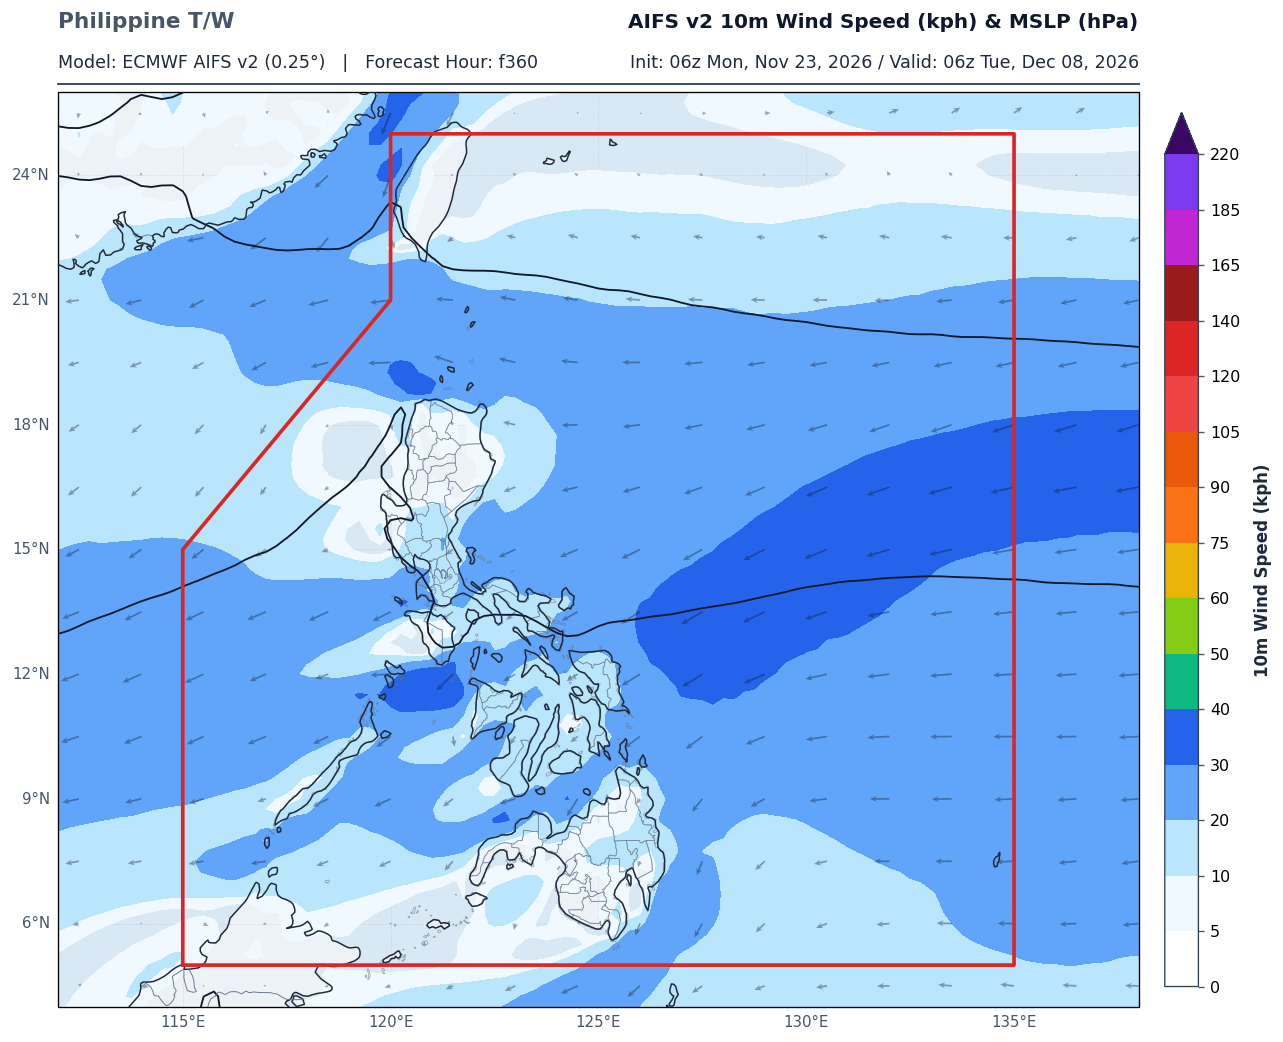 Philippine T/W
AIFS v2 10m Wind Speed (kph) & MSLP (hPa)
Model: ECMWF AIFS v2 (0.25°) | Forecast Hour: f360
Init: 06z Mon, Nov 23, 2026 / Valid: 06z Tue, Dec 08, 2026
24°N
21°N
18°N
15°N
12°N
9°N
6°N
115°E
120°E
125°E
130°E
135°E
220
185
165
140
120
105
90
75
60
50
40
30
20
10
5
0
10m Wind Speed (kph)